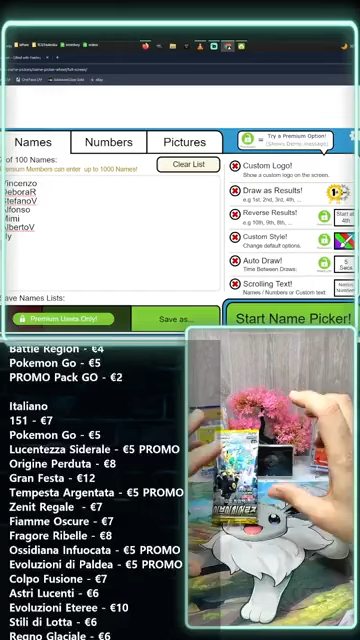 Names
Numbers
Pictures
of 100 Names:
Premium Members can enter up to 1000 Names!
Clear List
Vincenzo
DeboraR
StefanoV
Alfonso
Mimi
AlbertoV
Premium Users Only!
Save as...
= Try a Premium Option!
(Shows Demo message)
Custom Logo!
Show a custom logo on the screen.
Draw as Results!
e.g 1st, 2nd, 3rd, 4th, ...
Reverse Results!
e.g 10th, 9th, 8th, ...
Start at
4th
Custom Style!
Change default options.
Auto Draw!
Time Between Draws:
5
Secs
Scrolling Text!
Names / Numbers or Custom text:
Start Name Picker!
Battle Region - €4
Pokemon Go - €5
PROMO Pack GO - €2
Italiano
151 - €7
Pokemon Go - €5
Lucentezza Siderale - €5 PROMO
Origine Perduta - €8
Gran Festa - €12
Tempesta Argentata - €5 PROMO
Zenit Regale - €7
Fiamme Oscure - €7
Fragore Ribelle - €8
Ossidiana Infuocata - €5 PROMO
Evoluzioni di Paldea - €5 PROMO
Colpo Fusione - €7
Astri Lucenti - €6
Evoluzioni Eteree - €10
Stili di Lotta - €6
Regno Glaciale - €6